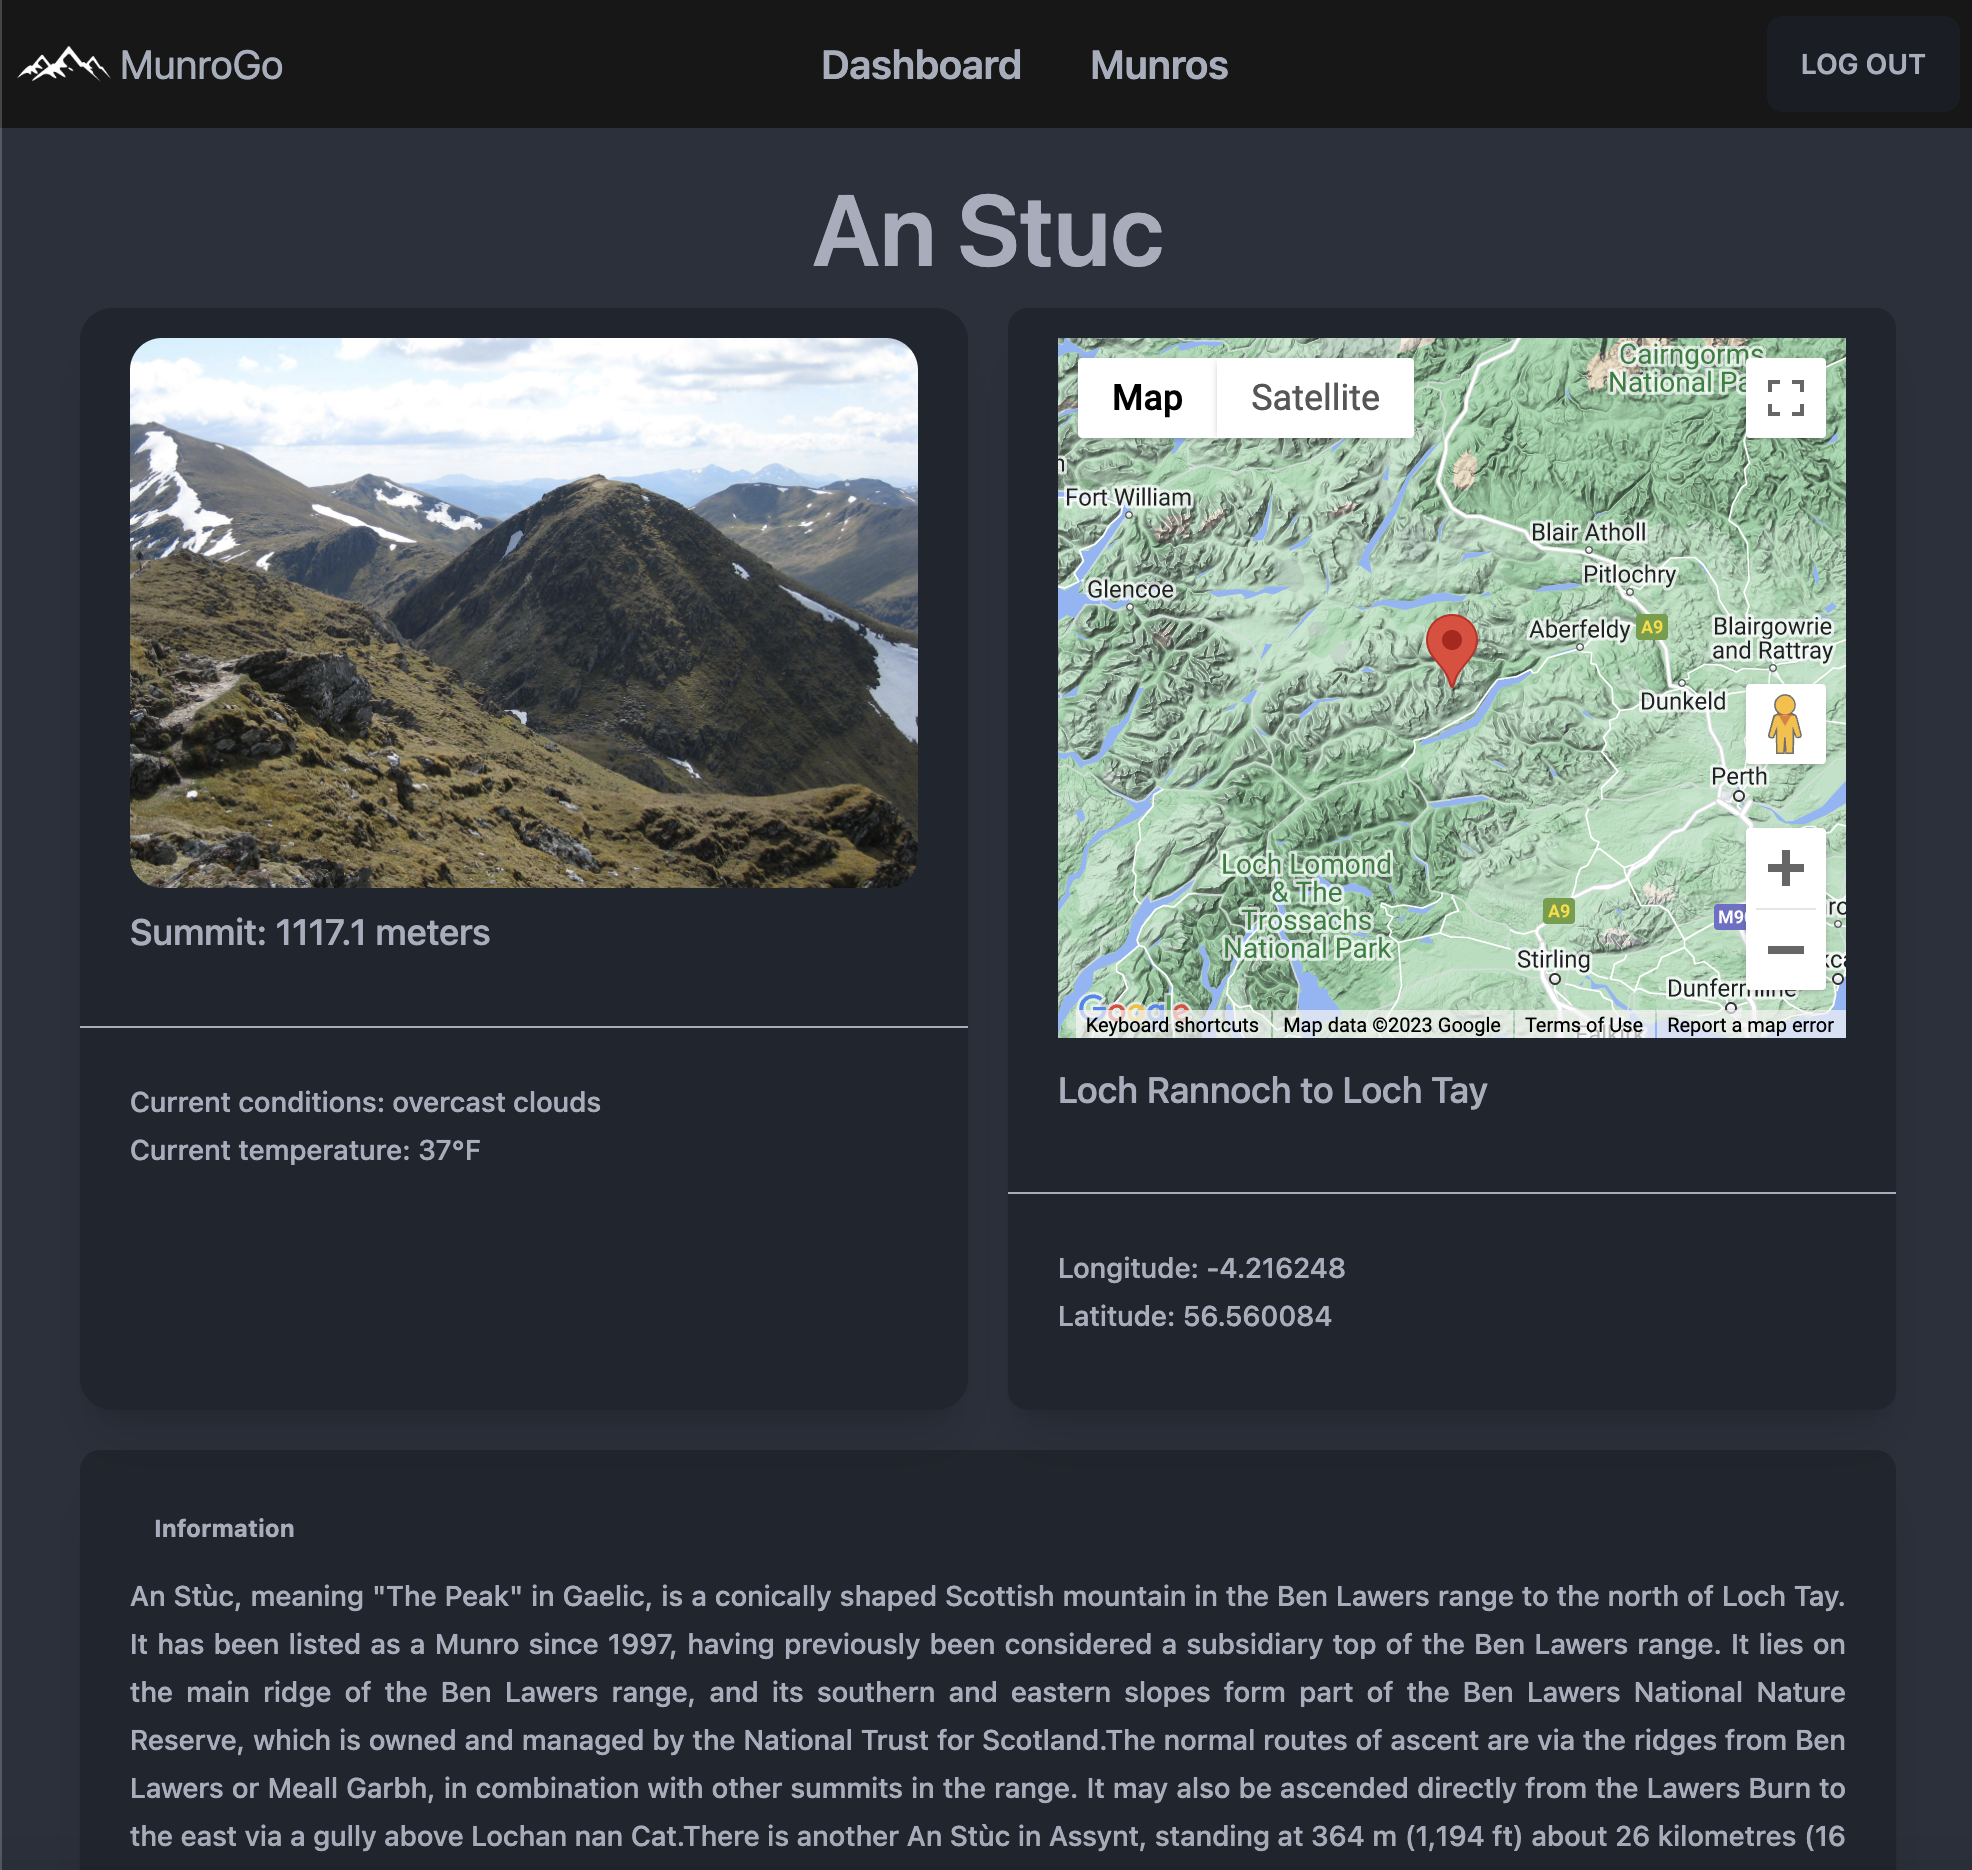 MunroGo
Dashboard
Munros
LOG OUT
An Stuc
Summit: 1117.1 meters
Current conditions: overcast clouds
Current temperature: 37°F
Map
Satellite
Cairngorms
National
Fort William
Blair Atholl
Pitlochry
Glencoe
Aberfeldy
A9
Blairgowrie
and Rattray
Dunkeld
Perth
Loch Lomond
& The
Trossachs
National Park
A9
Stirling
Google
Keyboard shortcuts
Map data ©2023 Google
Terms of Use
Report a map error
Loch Rannoch to Loch Tay
Longitude: -4.216248
Latitude: 56.560084
Information
An Stùc, meaning "The Peak" in Gaelic, is a conically shaped Scottish mountain in the Ben Lawers range to the north of Loch Tay.
It has been listed as a Munro since 1997, having previously been considered a subsidiary top of the Ben Lawers range. It lies on
the main ridge of the Ben Lawers range, and its southern and eastern slopes form part of the Ben Lawers National Nature
Reserve, which is owned and managed by the National Trust for Scotland.The normal routes of ascent are via the ridges from Ben
Lawers or Meall Garbh, in combination with other summits in the range. It may also be ascended directly from the Lawers Burn to
the east via a gully above Lochan nan Cat.There is another An Stùc in Assynt, standing at 364 m (1,194 ft) about 26 kilometres (16